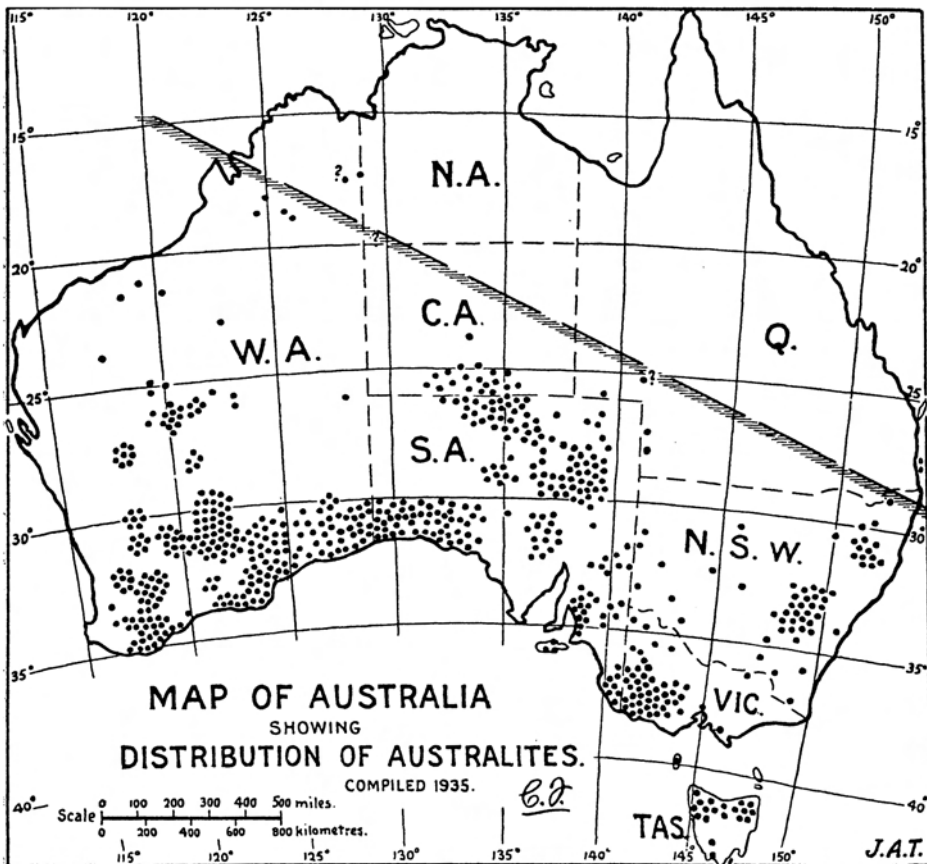 115° 120° 125° 130° 135° 140° 145° 150°
15° 15°
? N.A.
?
20° 20°
C.A. Q.
W. A.
?
25° 25°
S.A.
30° 30°
N. S. W.
35° 35°
MAP OF AUSTRALIA VIC.
SHOWING
DISTRIBUTION OF AUSTRALITES.
COMPILED 1935.
0 100 200 300 400 500 miles.
Scale
0 200 400 600 800 kilometres.
40° 40°
TAS.
115° 120° 125° 130° 135° 140° 145° 150°
J.A.T.